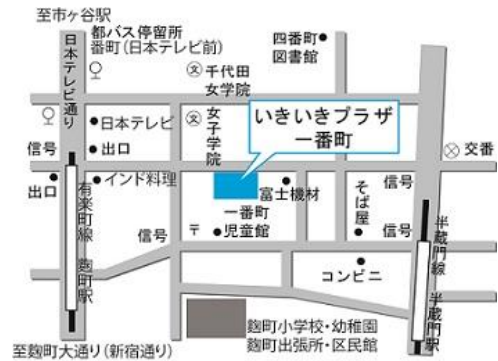 至市ヶ谷駅
都バス停留所
番町(日本テレビ前)
日本テレビ通り
四番町
図書館
千代田
女学院
文
文
女子学院
いきいきプラザ
一番町
日本テレビ
出口
信号
交番
出口
インド料理
有楽町線 麹町駅
富士機材
そば屋
信号
一番町
児童館
〒
信号
信号
半蔵門線 半蔵門駅
コンビニ
麹町小学校・幼稚園
麹町出張所・区民館
至麹町大通り(新宿通り)